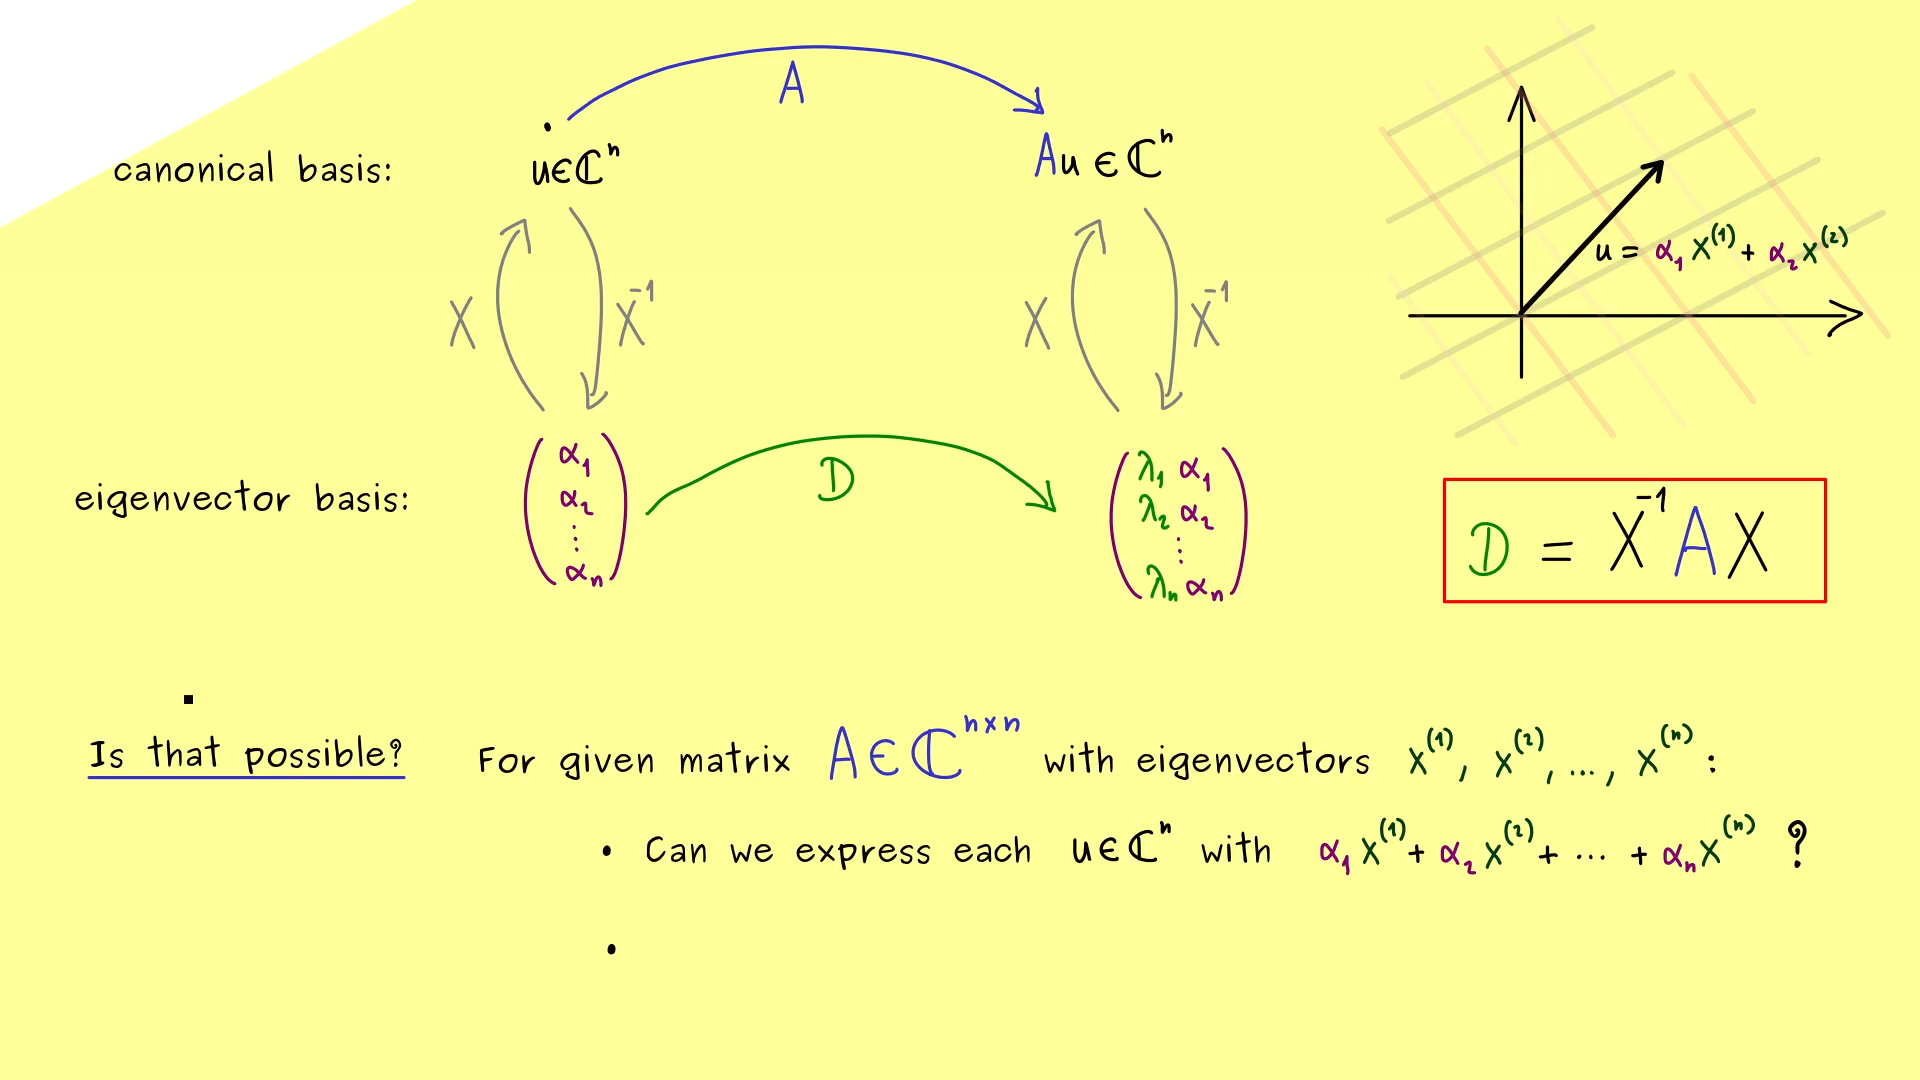 A
canonical basis: u∈ℂⁿ Au ∈ ℂⁿ
u = α₁ x⁽¹⁾ + α₂ x⁽²⁾
X X⁻¹ X X⁻¹
D
eigenvector basis: (α₁ α₂ ⋮ αₙ) (λ₁ α₁ λ₂ α₂ ⋮ λₙ αₙ)
D = X⁻¹ A X
Is that possible? For given matrix A∈ℂⁿˣⁿ with eigenvectors x⁽¹⁾, x⁽²⁾, ..., x⁽ⁿ⁾ :
• Can we express each u∈ℂⁿ with α₁ x⁽¹⁾ + α₂ x⁽²⁾ + ... + αₙ x⁽ⁿ⁾ ?
•